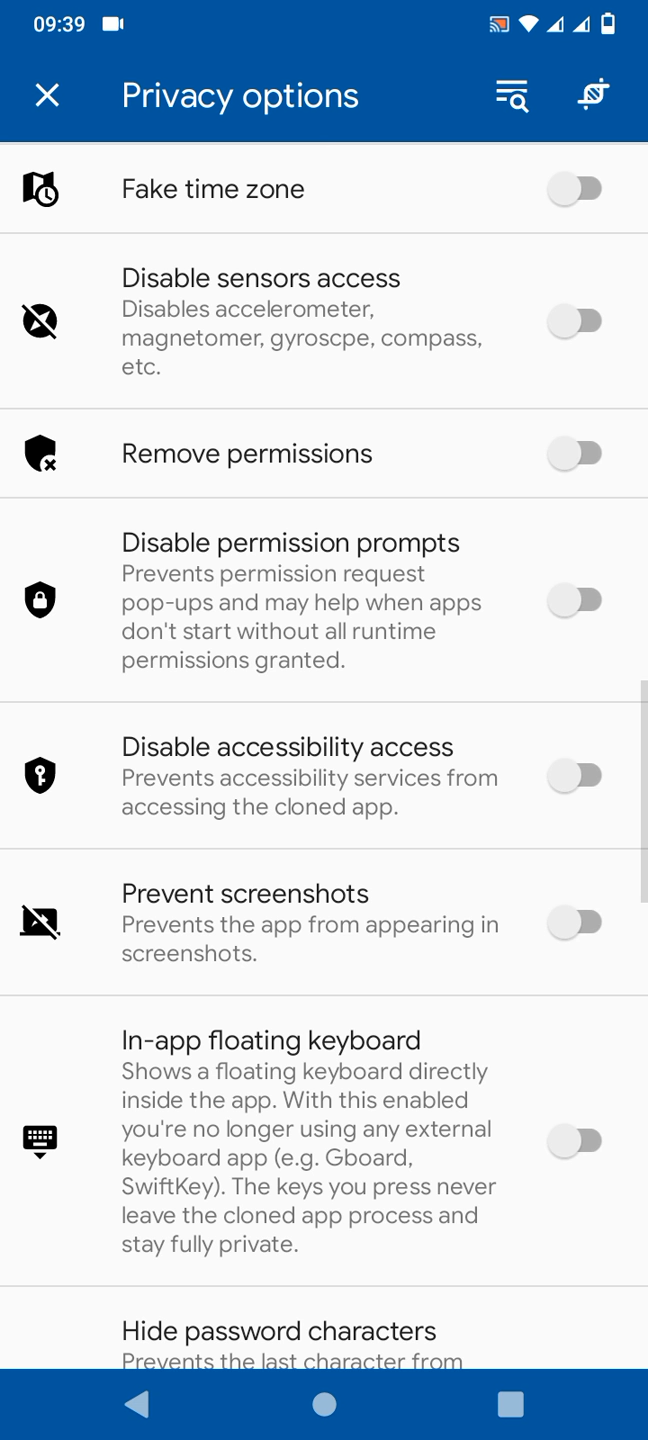 09:39
Privacy options
Fake time zone
Disable sensors access
Disables accelerometer,
magnetomer, gyroscpe, compass,
etc.
Remove permissions
Disable permission prompts
Prevents permission request
pop-ups and may help when apps
don't start without all runtime
permissions granted.
Disable accessibility access
Prevents accessibility services from
accessing the cloned app.
Prevent screenshots
Prevents the app from appearing in
screenshots.
In-app floating keyboard
Shows a floating keyboard directly
inside the app. With this enabled
you're no longer using any external
keyboard app (e.g. Gboard,
SwiftKey). The keys you press never
leave the cloned app process and
stay fully private.
Hide password characters
Prevents the last character from